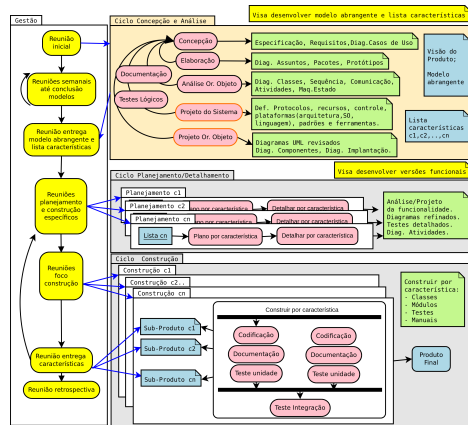 Gestão
Ciclo Concepção e Análise
Visa desenvolver modelo abrangente e lista características
Reunião
inicial
Reuniões semanais
até conclusão
modelos
Reunião entrega
modelo abrangente e
lista características
Reuniões
planejamento
e construção
específicos
Reuniões
foco
construção
Reunião entrega
características
Reunião retrospectiva
Concepção
Elaboração
Documentação
Análise Or. Objeto
Testes Lógicos
Projeto do Sistema
Projeto Or. Objeto
Especificação, Requisitos,Diag.Casos de Uso
Diag. Assuntos, Pacotes, Protótipos
Diag. Classes, Sequência, Comunicação,
Atividades, Maq.Estado
Def. Protocolos, recursos, controle,
plataformas(arquitetura,SO,
linguagem), padrões e ferramentas.
Diagramas UML revisados
Diag. Componentes, Diag. Implantação.
Visão do
Produto;
Modelo
abrangente
Lista
características
c1,c2,..,cn
Ciclo Planejamento/Detalhamento
Visa desenvolver versões funcionais
Planejamento c1
Planejamento c2
Planejamento cn
Plano por característica
Detalhar por característica
Plano por característica
Detalhar por característica
Lista cn
Plano por característica
Detalhar por característica
Análise/Projeto
da funcionalidade.
Diagramas refinados.
Testes detalhados.
Diag. Atividades.
Ciclo Construção
Construção c1
Construção c2..
Construção cn
Sub-Produto c1
Sub-Produto c2
Sub-Produto cn
Construir por característica
Codificação
Documentação
Teste unidade
Codificação
Documentação
Teste unidade
Teste Integração
Construir por
característica:
- Classes
- Módulos
- Testes
- Manuais
Produto
Final